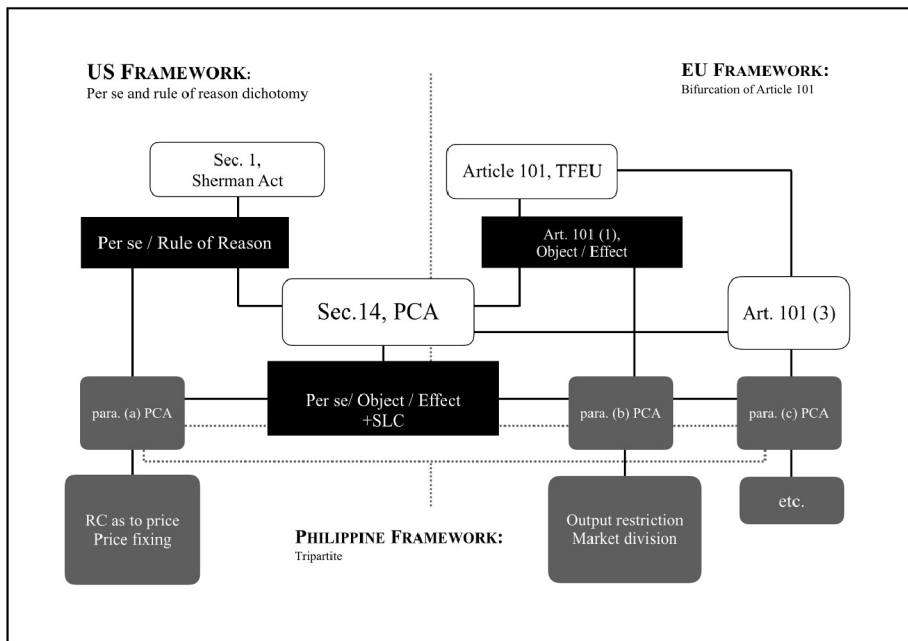 US FRAMEWORK:
Per se and rule of reason dichotomy
EU FRAMEWORK:
Bifurcation of Article 101
Sec. 1,
Sherman Act
Article 101, TFEU
Per se / Rule of Reason
Art. 101 (1),
Object / Effect
Sec.14, PCA
Art. 101 (3)
Per se/ Object / Effect
+SLC
para. (a) PCA
para. (b) PCA
para. (c) PCA
RC as to price
Price fixing
Output restriction
Market division
etc.
PHILIPPINE FRAMEWORK:
Tripartite